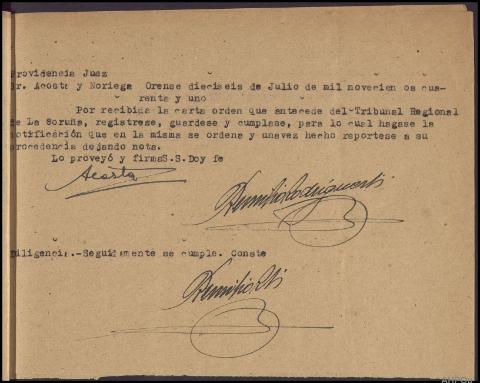 Providencia Juez
Sr. Acosta y Noriega Orense dieciseis de Julio de mil novecien os cua-
renta y uno
Por recibida la carta orden que antecede del Tribunal Regional
de La Coruña, registrese, guardese y cumplase, para lo cual hagase la
notificación que en la misma se ordena y unavez hecho reportese a su
procedencia dejando nota.
Lo proveyó y firmaS.S.Doy fe
Acosta
Diligencia.-Seguidamente se cumple. Conste